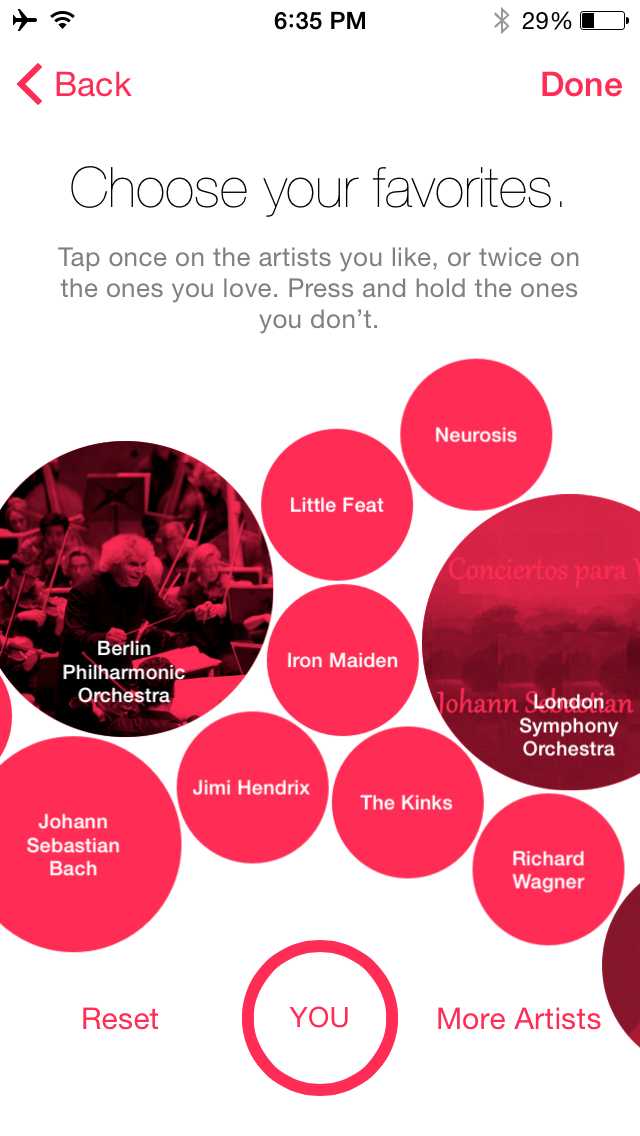 6:35 PM
29%
Back
Done
Choose your favorites.
Tap once on the artists you like, or twice on
the ones you love. Press and hold the ones
you don't.
Neurosis
Little Feat
Conciertos para
Berlin
Philharmonic
Orchestra
Iron Maiden
Johann Sebastian
London
Symphony
Orchestra
Jimi Hendrix
The Kinks
Johann
Sebastian
Bach
Richard
Wagner
Reset
YOU
More Artists